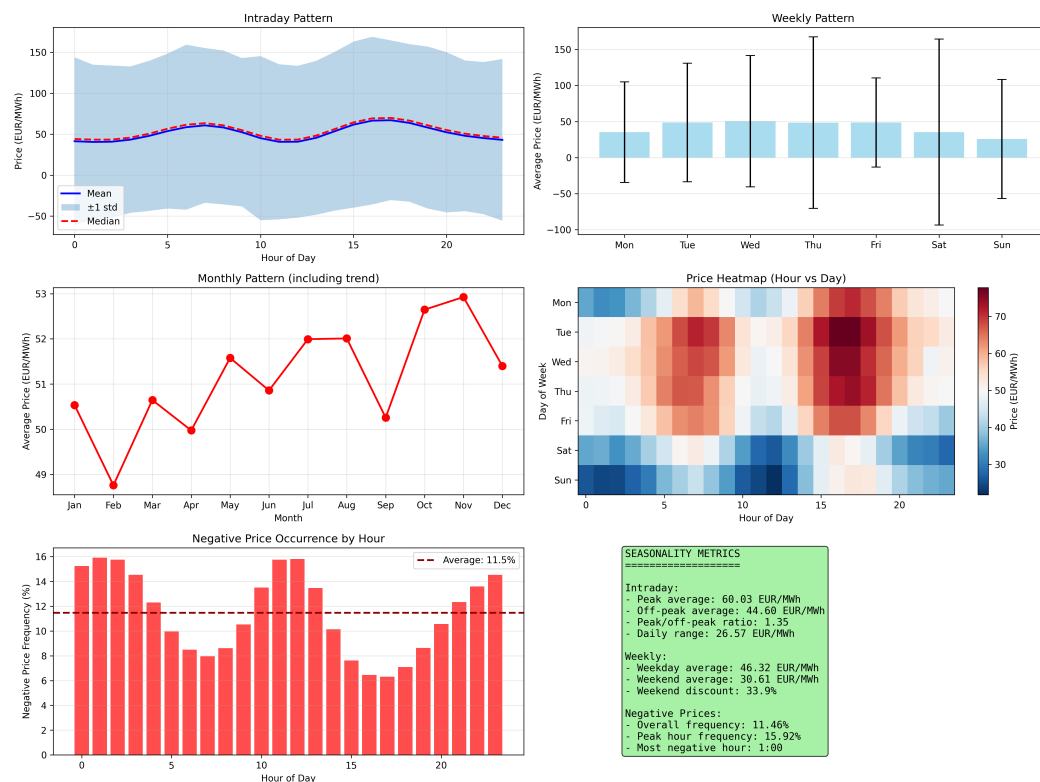 Intraday Pattern
Price (EUR/MWh)
150
100
50
0
−50
Mean
±1 std
Median
0
5
10
15
20
Hour of Day
Weekly Pattern
Average Price (EUR/MWh)
150
100
50
0
−50
−100
Mon
Tue
Wed
Thu
Fri
Sat
Sun
Monthly Pattern (including trend)
Average Price (EUR/MWh)
53
52
51
50
49
Jan
Feb
Mar
Apr
May
Jun
Jul
Aug
Sep
Oct
Nov
Dec
Month
Price Heatmap (Hour vs Day)
Day of Week
Mon
Tue
Wed
Thu
Fri
Sat
Sun
0
5
10
15
20
Hour of Day
70
60
50
40
30
Price (EUR/MWh)
Negative Price Occurrence by Hour
Negative Price Frequency (%)
16
14
12
10
8
6
4
2
0
Average: 11.5%
0
5
10
15
20
Hour of Day
SEASONALITY METRICS
===================
Intraday:
- Peak average: 60.03 EUR/MWh
- Off-peak average: 44.60 EUR/MWh
- Peak/off-peak ratio: 1.35
- Daily range: 26.57 EUR/MWh
Weekly:
- Weekday average: 46.32 EUR/MWh
- Weekend average: 30.61 EUR/MWh
- Weekend discount: 33.9%
Negative Prices:
- Overall frequency: 11.46%
- Peak hour frequency: 15.92%
- Most negative hour: 1:00